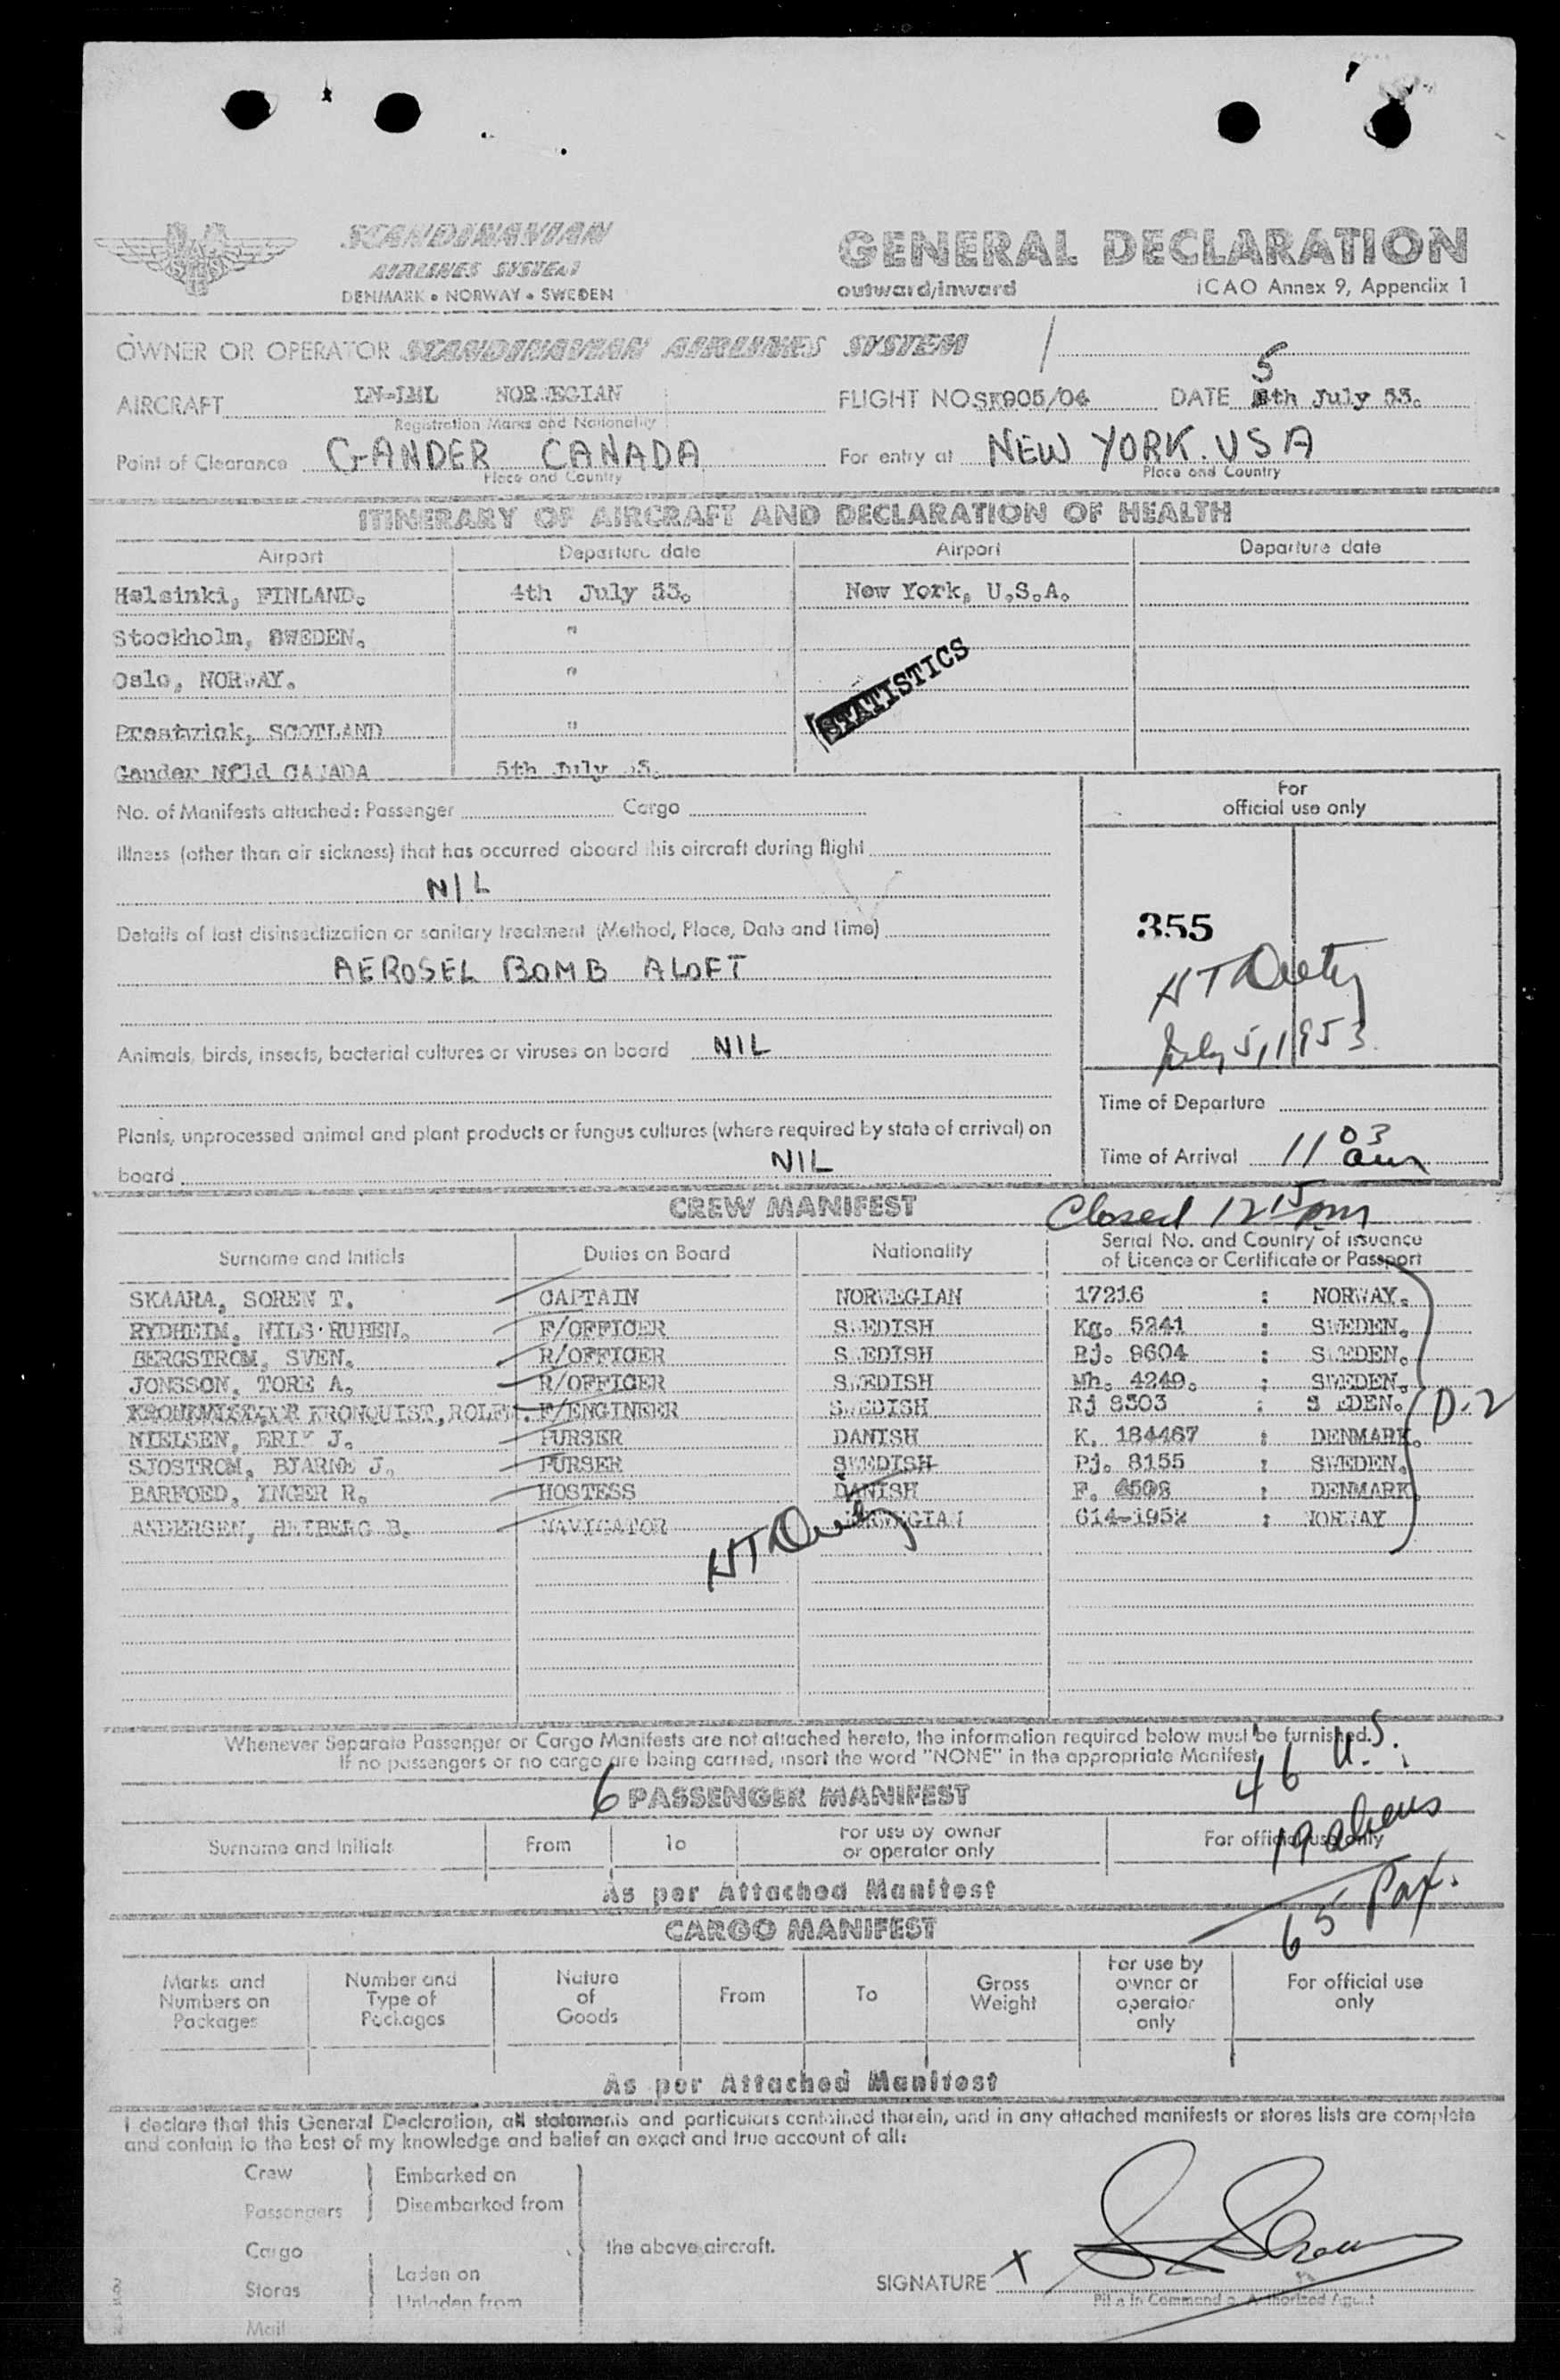 SCANDINAVIAN
AIRLINES SYSTEM
DENMARK • NORWAY • SWEDEN
GENERAL DECLARATION
outward/inward ICAO Annex 9, Appendix 1
OWNER OR OPERATOR SCANDINAVIAN AIRLINES SYSTEM
AIRCRAFT LN-LML NORWEGIAN FLIGHT NO SK905/04 DATE 5th July 53.
Registration Marks and Nationality
Point of Clearance GANDER CANADA For entry at NEW YORK. USA
Place and Country Place and Country
ITINERARY OF AIRCRAFT AND DECLARATION OF HEALTH
Airport Departure date Airport Departure date
Helsinki, FINLAND. 4th July 53. New York, U.S.A.
Stockholm, SWEDEN. "
Oslo, NORWAY. "
STATISTICS
Prestwick, SCOTLAND "
Gander Nfld CANADA 5th July 53.
No. of Manifests attached: Passenger Cargo
For
official use only
Illness (other than air sickness) that has occurred aboard this aircraft during flight
NIL
Details of last disinsectization or sanitary treatment (Method, Place, Date and Time)
AEROSEL BOMB ALOFT
355
July 5, 1953
Animals, birds, insects, bacterial cultures or viruses on board NIL
Time of Departure
Plants, unprocessed animal and plant products or fungus cultures (where required by state of arrival) on
board NIL
Time of Arrival 11 03 am
CREW MANIFEST
Closed 12 15 pm
Surname and Initials Duties on Board Nationality Serial No. and Country of issuance
of Licence or Certificate or Passport
SKAARA, SOREN T. CAPTAIN NORWEGIAN 17216 : NORWAY.
RYDHEIM, NILS RUBEN. F/OFFICER SWEDISH Kg. 5241 : SWEDEN.
BERGSTROM, SVEN. R/OFFICER SWEDISH Rj. 9604 : SWEDEN.
JONSSON, TORE A. R/OFFICER SWEDISH Mh. 4249. : SWEDEN.
KRONQUIST, ROLF F/ENGINEER SWEDISH Rj 8303 : SWEDEN. D-2
NIELSEN, ERIK J. PURSER DANISH K. 184467 : DENMARK.
SJOSTROM, BJARNE J. PURSER SWEDISH Pj. 8155 : SWEDEN.
BARFOED, INGER R. HOSTESS DANISH F. 4508 : DENMARK
ANDERSEN, HEIBERG B. NAVIGATOR NORWEGIAN 614-1952 : NORWAY
Whenever Separate Passenger or Cargo Manifests are not attached hereto, the information required below must be furnished.
If no passengers or no cargo are being carried, insert the word "NONE" in the appropriate Manifest.
46 U.S.
6 PASSENGER MANIFEST
19 aliens
Surname and Initials From To For use by owner
or operator only For official use only
65 Pax.
As per Attached Manifest
CARGO MANIFEST
Marks and
Numbers on
Packages
Number and
Type of
Packages
Nature
of
Goods
From To Gross
Weight
For use by
owner or
operator
only
For official use
only
As per Attached Manifest
I declare that this General Declaration, all statements and particulars contained therein, and in any attached manifests or stores lists are complete
and contain to the best of my knowledge and belief an exact and true account of all:
Crew Embarked on
Passengers Disembarked from
Cargo the above aircraft.
Stores Laden on
Unladen from
Mail
SIGNATURE X
Pilot in Command or Authorized Agent